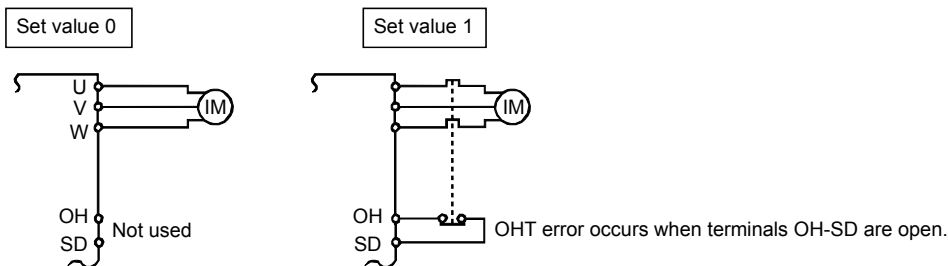 Set value 0
Set value 1
U
V
W
IM
IM
OH
SD
Not used
OH
SD
OHT error occurs when terminals OH-SD are open.